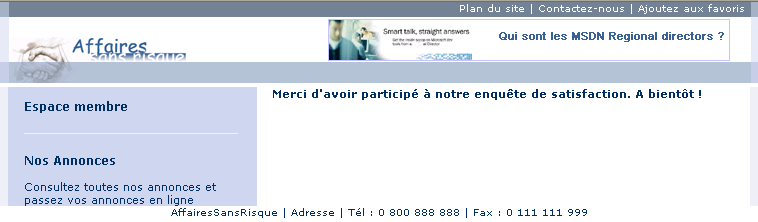 Plan du site | Contactez-nous | Ajoutez aux favoris
Affaires
sans risque
Smart talk, straight answers
Qui sont les MSDN Regional directors ?
Espace membre
Merci d'avoir participé à notre enquête de satisfaction. A bientôt !
Nos Annonces
Consultez toutes nos annonces et
passez vos annonces en ligne
AffairesSansRisque | Adresse | Tél : 0 800 888 888 | Fax : 0 111 111 999